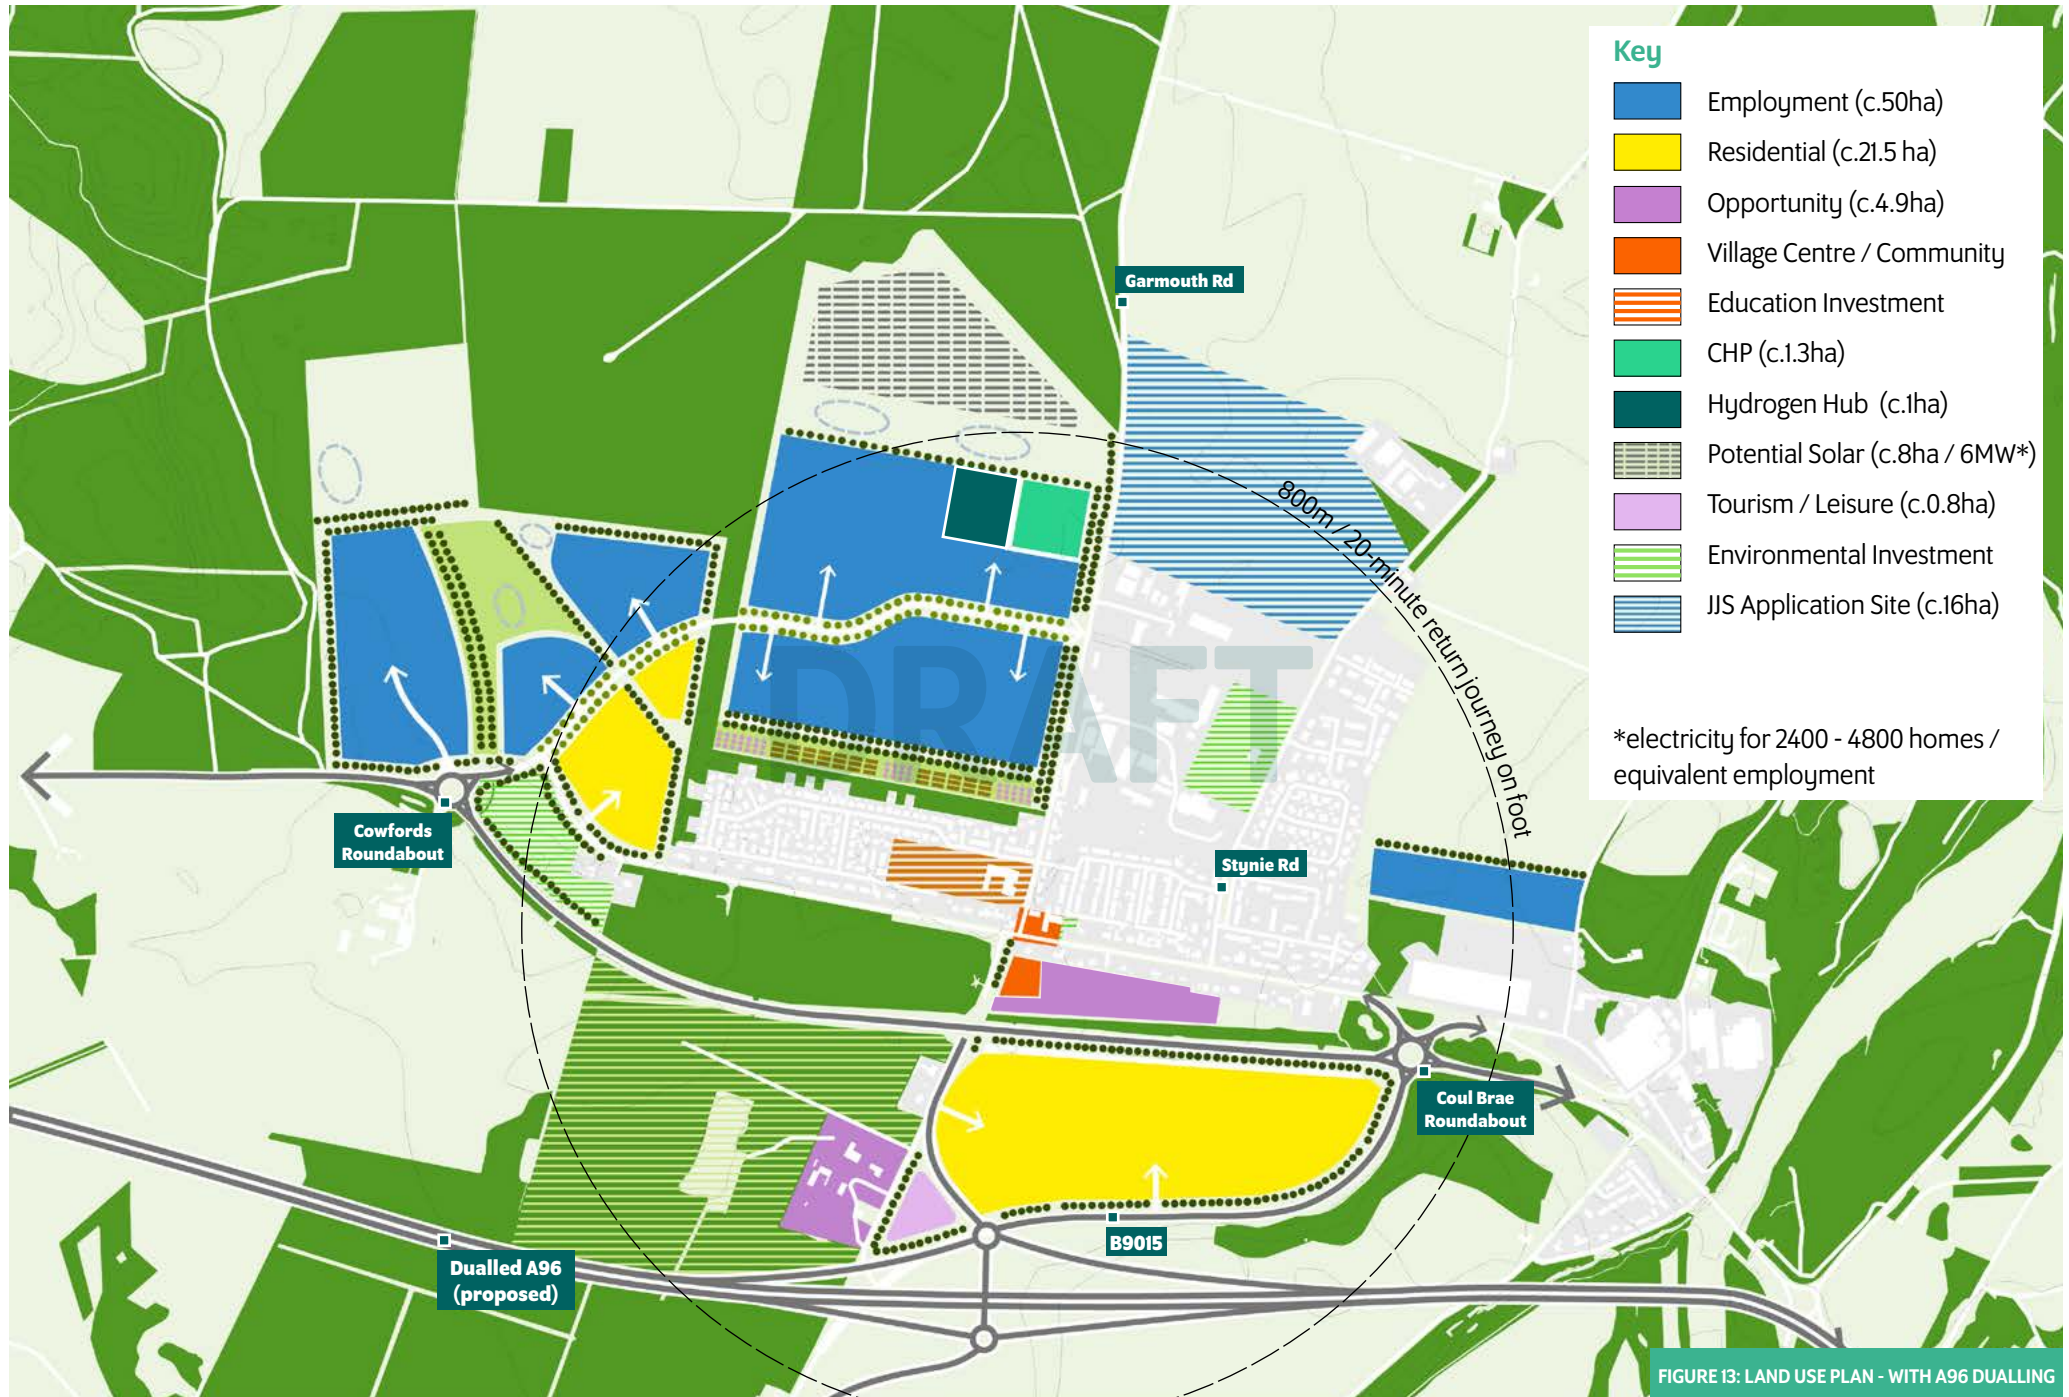 Key
Employment (c.50ha)
Residential (c.21.5 ha)
Opportunity (c.4.9ha)
Village Centre / Community
Education Investment
CHP (c.1.3ha)
Hydrogen Hub (c.1ha)
Potential Solar (c.8ha / 6MW*)
Tourism / Leisure (c.0.8ha)
Environmental Investment
JJS Application Site (c.16ha)
*electricity for 2400 - 4800 homes /
equivalent employment
Garmouth Rd
800m / 20-minute return journey on foot
DRAFT
Cowfords
Roundabout
Stynie Rd
Coul Brae
Roundabout
B9015
Dualled A96
(proposed)
FIGURE 13: LAND USE PLAN - WITH A96 DUALLING